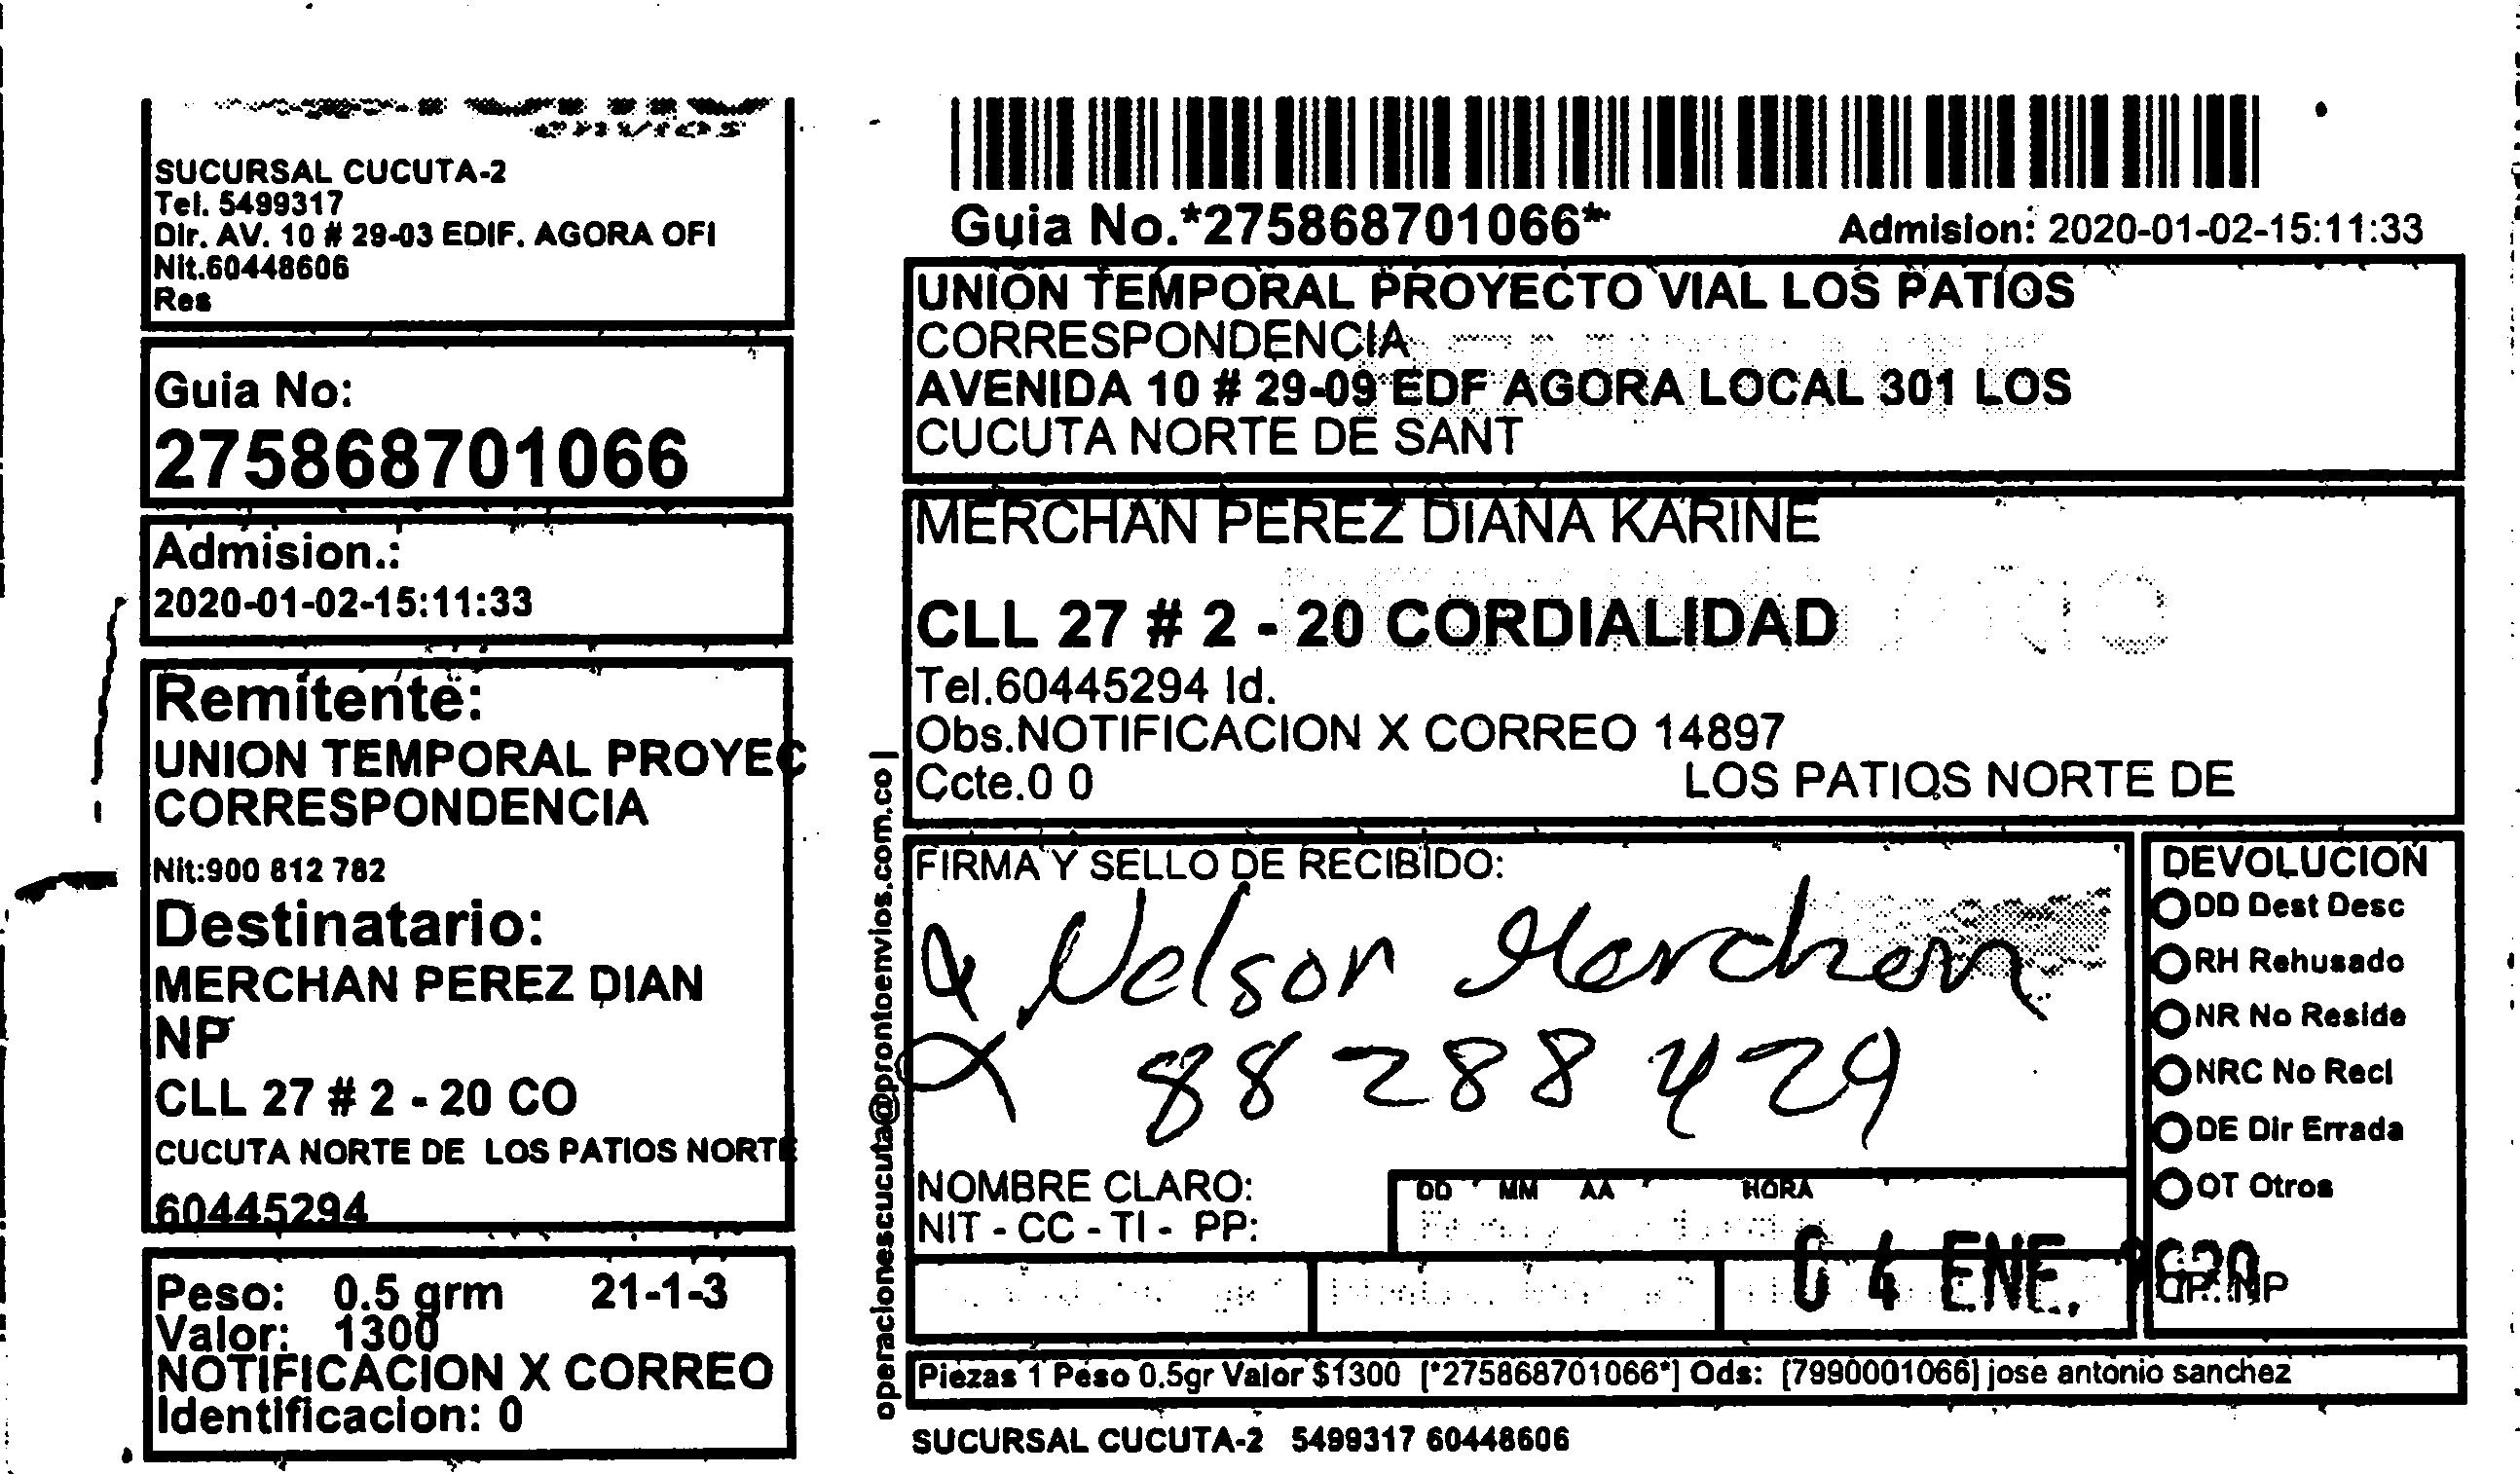 envios
SUCURSAL CUCUTA-2
Tel. 5499317
Dir. AV. 10 # 29-03 EDIF. AGORA OFI
Nit.60448606
Res
Guia No:
275868701066
Admision.:
2020-01-02-15:11:33
Remitente:
UNION TEMPORAL PROYEC
CORRESPONDENCIA
Nit:900 812 782
Destinatario:
MERCHAN PEREZ DIAN
NP
CLL 27 # 2 - 20 CO
CUCUTA NORTE DE LOS PATIOS NORTE
60445294
Peso: 0.5 grm 21-1-3
Valor: 1300
NOTIFICACION X CORREO
Identificacion: 0
operacionescucuta@prontoenvios.com.co |
Guia No.*275868701066* Admision: 2020-01-02-15:11:33
UNION TEMPORAL PROYECTO VIAL LOS PATIOS
CORRESPONDENCIA
AVENIDA 10 # 29-09 EDF AGORA LOCAL 301 LOS
CUCUTA NORTE DE SANT
MERCHAN PEREZ DIANA KARINE
CLL 27 # 2 - 20 CORDIALIDAD
Tel.60445294 Id.
Obs.NOTIFICACION X CORREO 14897
Ccte.0 0 LOS PATIOS NORTE DE
FIRMA Y SELLO DE RECIBIDO:
Nelson Merchan
88288429
NOMBRE CLARO:
NIT - CC - TI - PP:
DD MM AA HORA
04 ENE. 2020
DEVOLUCION
DD Dest Desc
RH Rehusado
NR No Reside
NRC No Recl
DE Dir Errada
OT Otros
OP: NP
Piezas 1 Peso 0.5gr Valor $1300 [*275868701066*] Ods: [7990001066] jose antonio sanchez
SUCURSAL CUCUTA-2 5499317 60448606